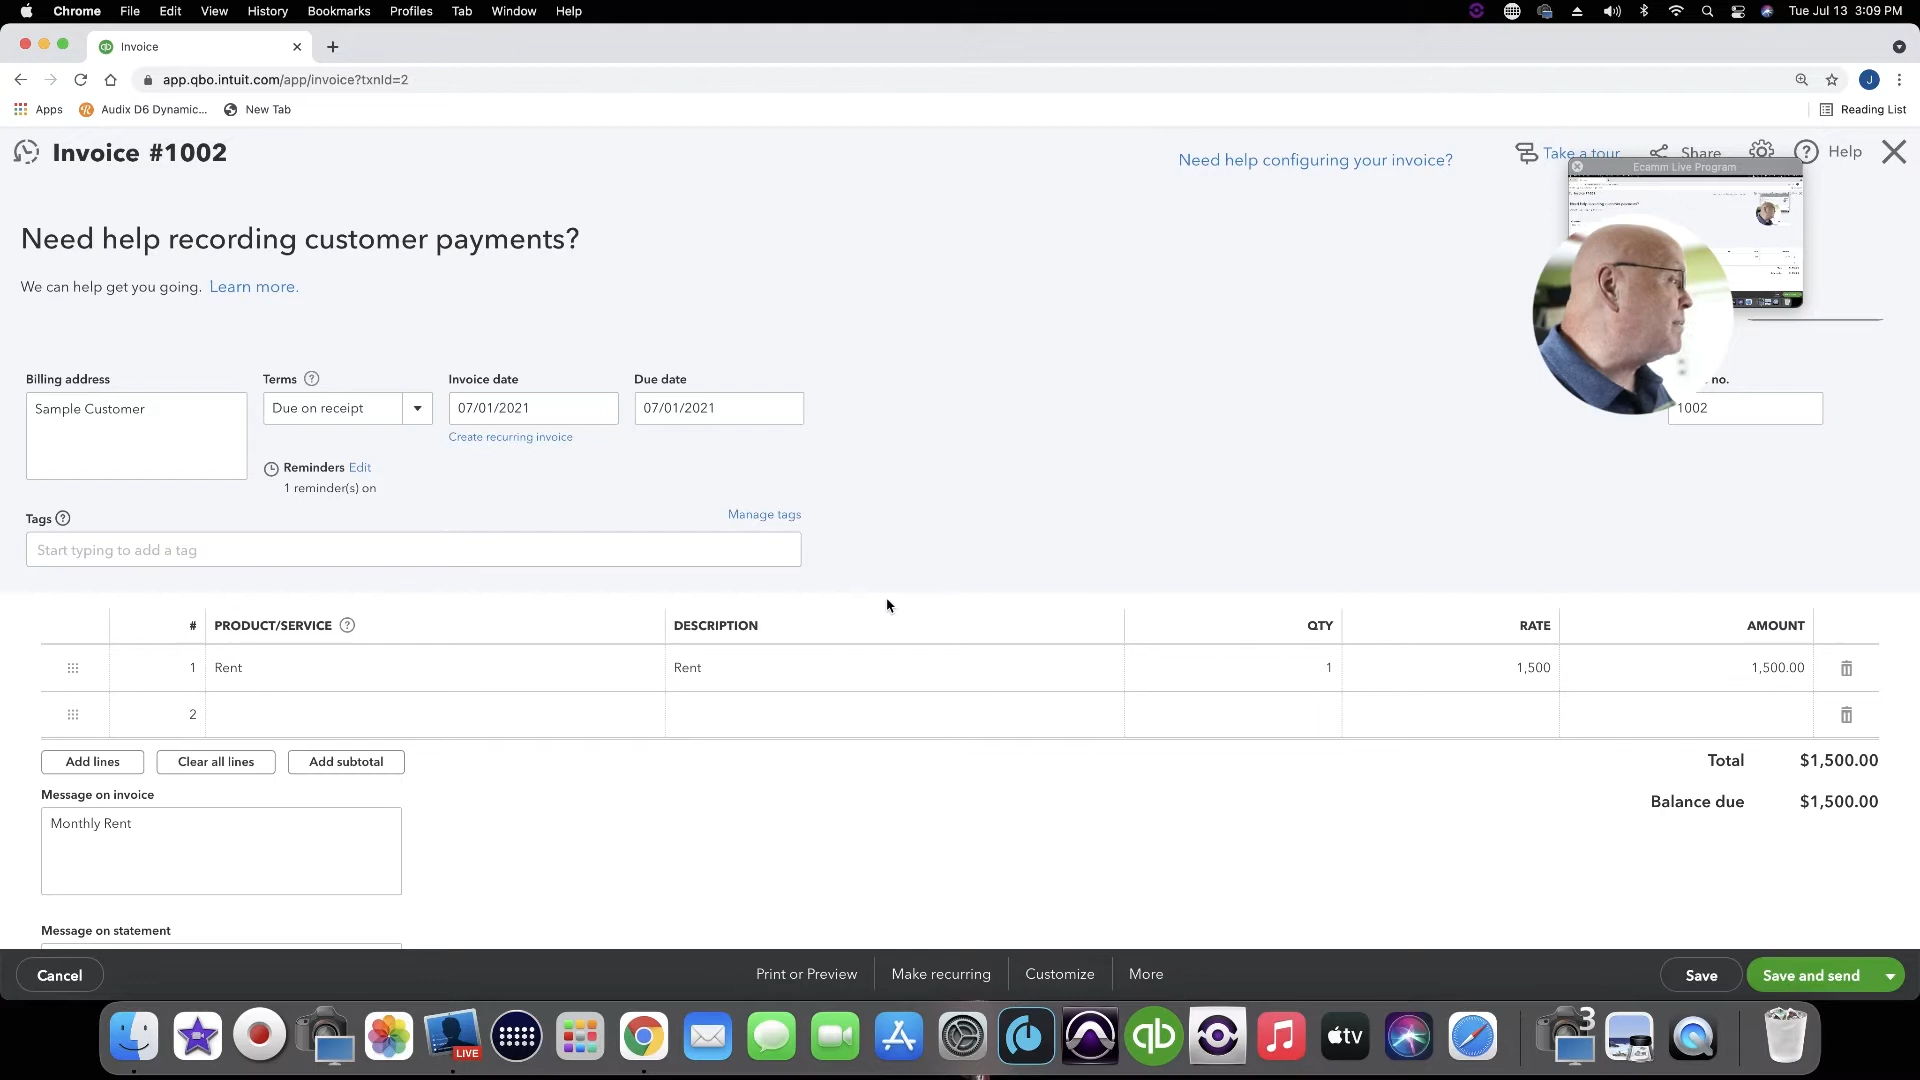 Chrome File Edit View History Bookmarks Profiles Tab Window Help Tue Jul 13 3:09 PM
Invoice
app.qbo.intuit.com/app/invoice?txnId=2 J
Apps Audix D6 Dynamic... New Tab Reading List
Invoice #1002 Need help configuring your invoice? Take a tour Share Help
Ecamm Live Program
Need help recording customer payments?
We can help get you going. Learn more.
Billing address Terms Invoice date Due date no.
Sample Customer Due on receipt 07/01/2021 07/01/2021 1002
Create recurring invoice
Reminders Edit
1 reminder(s) on
Tags Manage tags
Start typing to add a tag
# PRODUCT/SERVICE DESCRIPTION QTY RATE AMOUNT
1 Rent Rent 1 1,500 1,500.00
2
Add lines Clear all lines Add subtotal Total $1,500.00
Message on invoice Balance due $1,500.00
Monthly Rent
Message on statement
Cancel Print or Preview Make recurring Customize More Save Save and send
LIVE qb tv 3